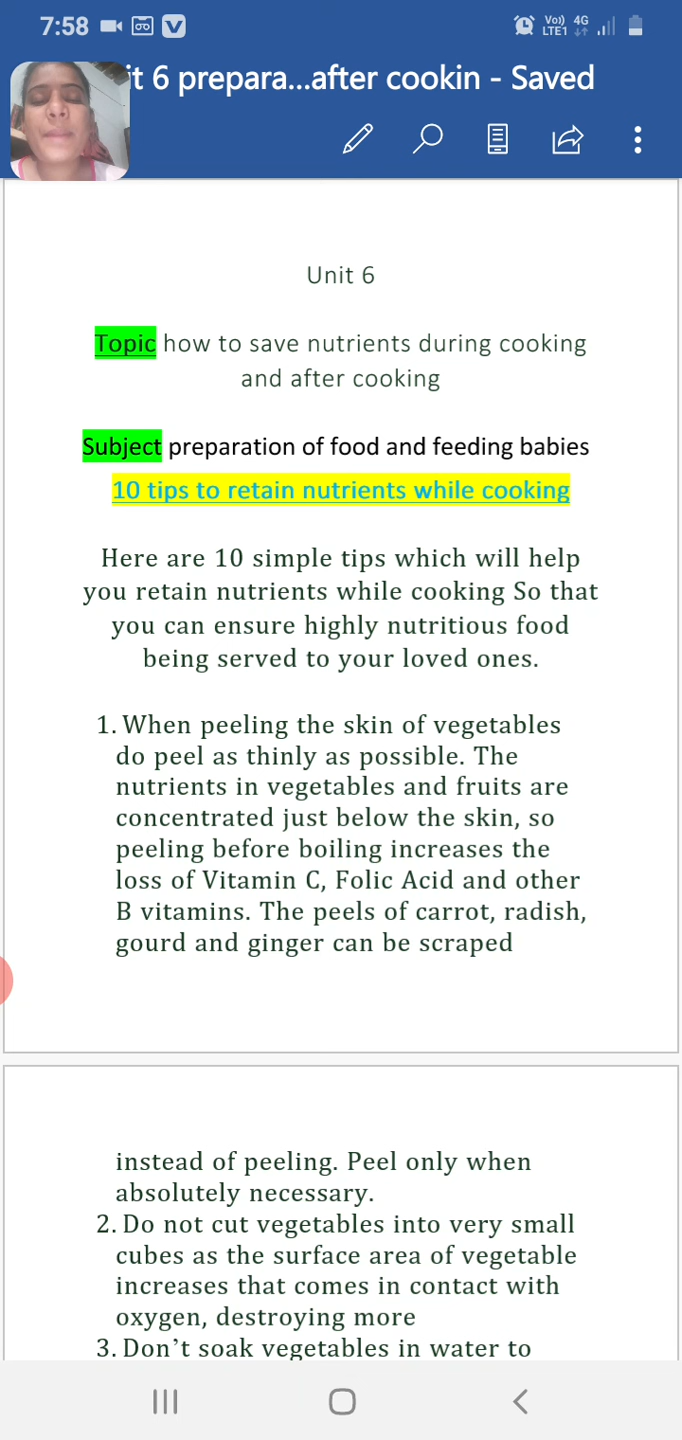 7:58
Vo)) 4G
LTE1
it 6 prepara...after cookin - Saved
Unit 6
Topic how to save nutrients during cooking
and after cooking
Subject preparation of food and feeding babies
10 tips to retain nutrients while cooking
Here are 10 simple tips which will help
you retain nutrients while cooking So that
you can ensure highly nutritious food
being served to your loved ones.
1. When peeling the skin of vegetables
do peel as thinly as possible. The
nutrients in vegetables and fruits are
concentrated just below the skin, so
peeling before boiling increases the
loss of Vitamin C, Folic Acid and other
B vitamins. The peels of carrot, radish,
gourd and ginger can be scraped
instead of peeling. Peel only when
absolutely necessary.
2. Do not cut vegetables into very small
cubes as the surface area of vegetable
increases that comes in contact with
oxygen, destroying more
3. Don’t soak vegetables in water to